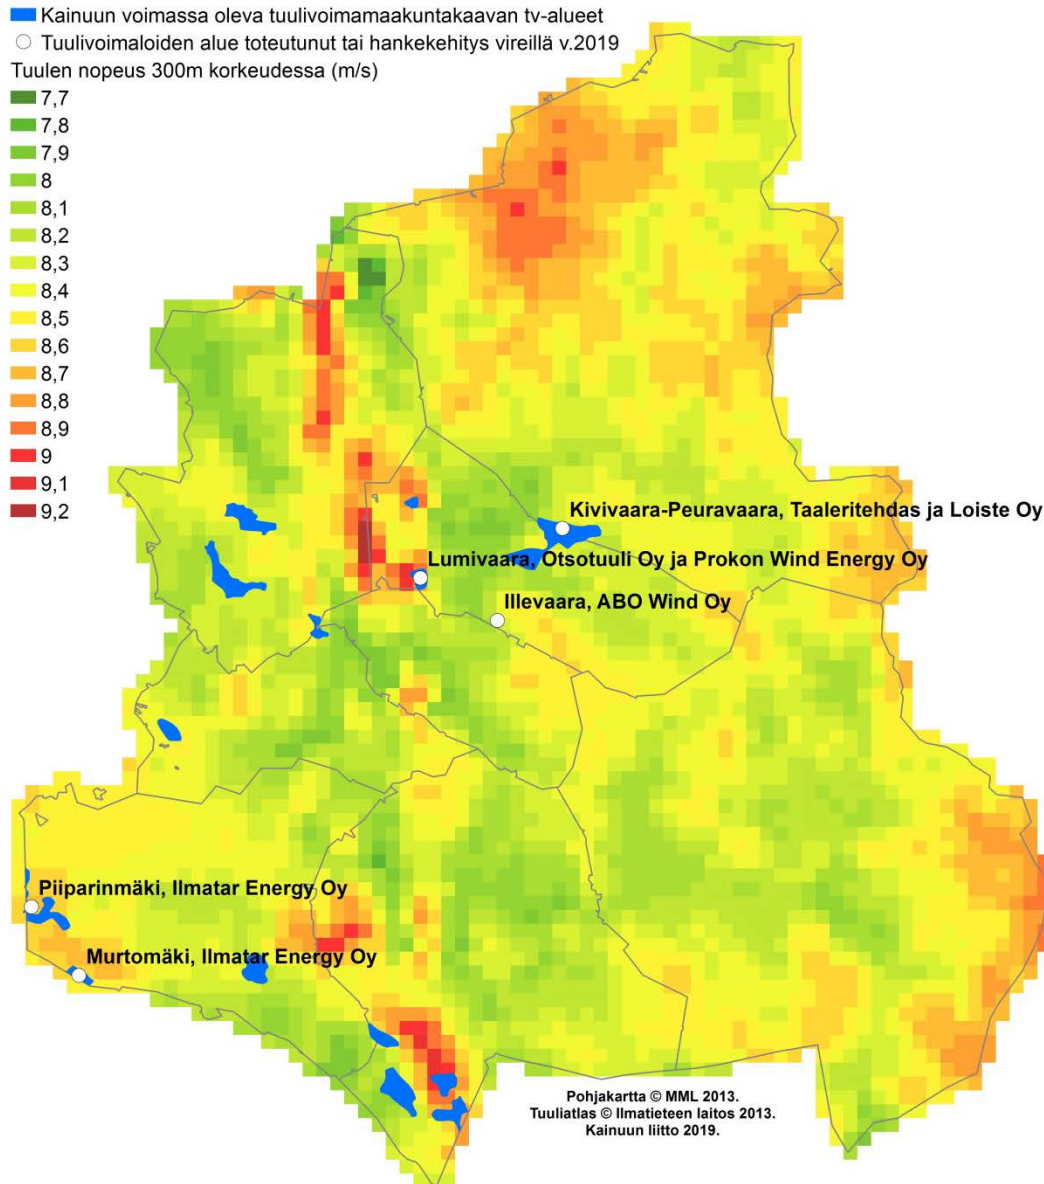 Kainuun voimassa oleva tuulivoimamaakuntakaavan tv-alueet
Tuulivoimaloiden alue toteutunut tai hankekehitys vireillä v.2019
Tuulen nopeus 300m korkeudessa (m/s)
7,7
7,8
7,9
8
8,1
8,2
8,3
8,4
8,5
8,6
8,7
8,8
8,9
9
9,1
9,2
Kivivaara-Peuravaara, Taaleritehdas ja Loiste Oy
Lumivaara, Otsotuuli Oy ja Prokon Wind Energy Oy
Illevaara, ABO Wind Oy
Piiparinmäki, Ilmatar Energy Oy
Murtomäki, Ilmatar Energy Oy
Pohjakartta © MML 2013.
Tuuliatlas © Ilmatieteen laitos 2013.
Kainuun liitto 2019.